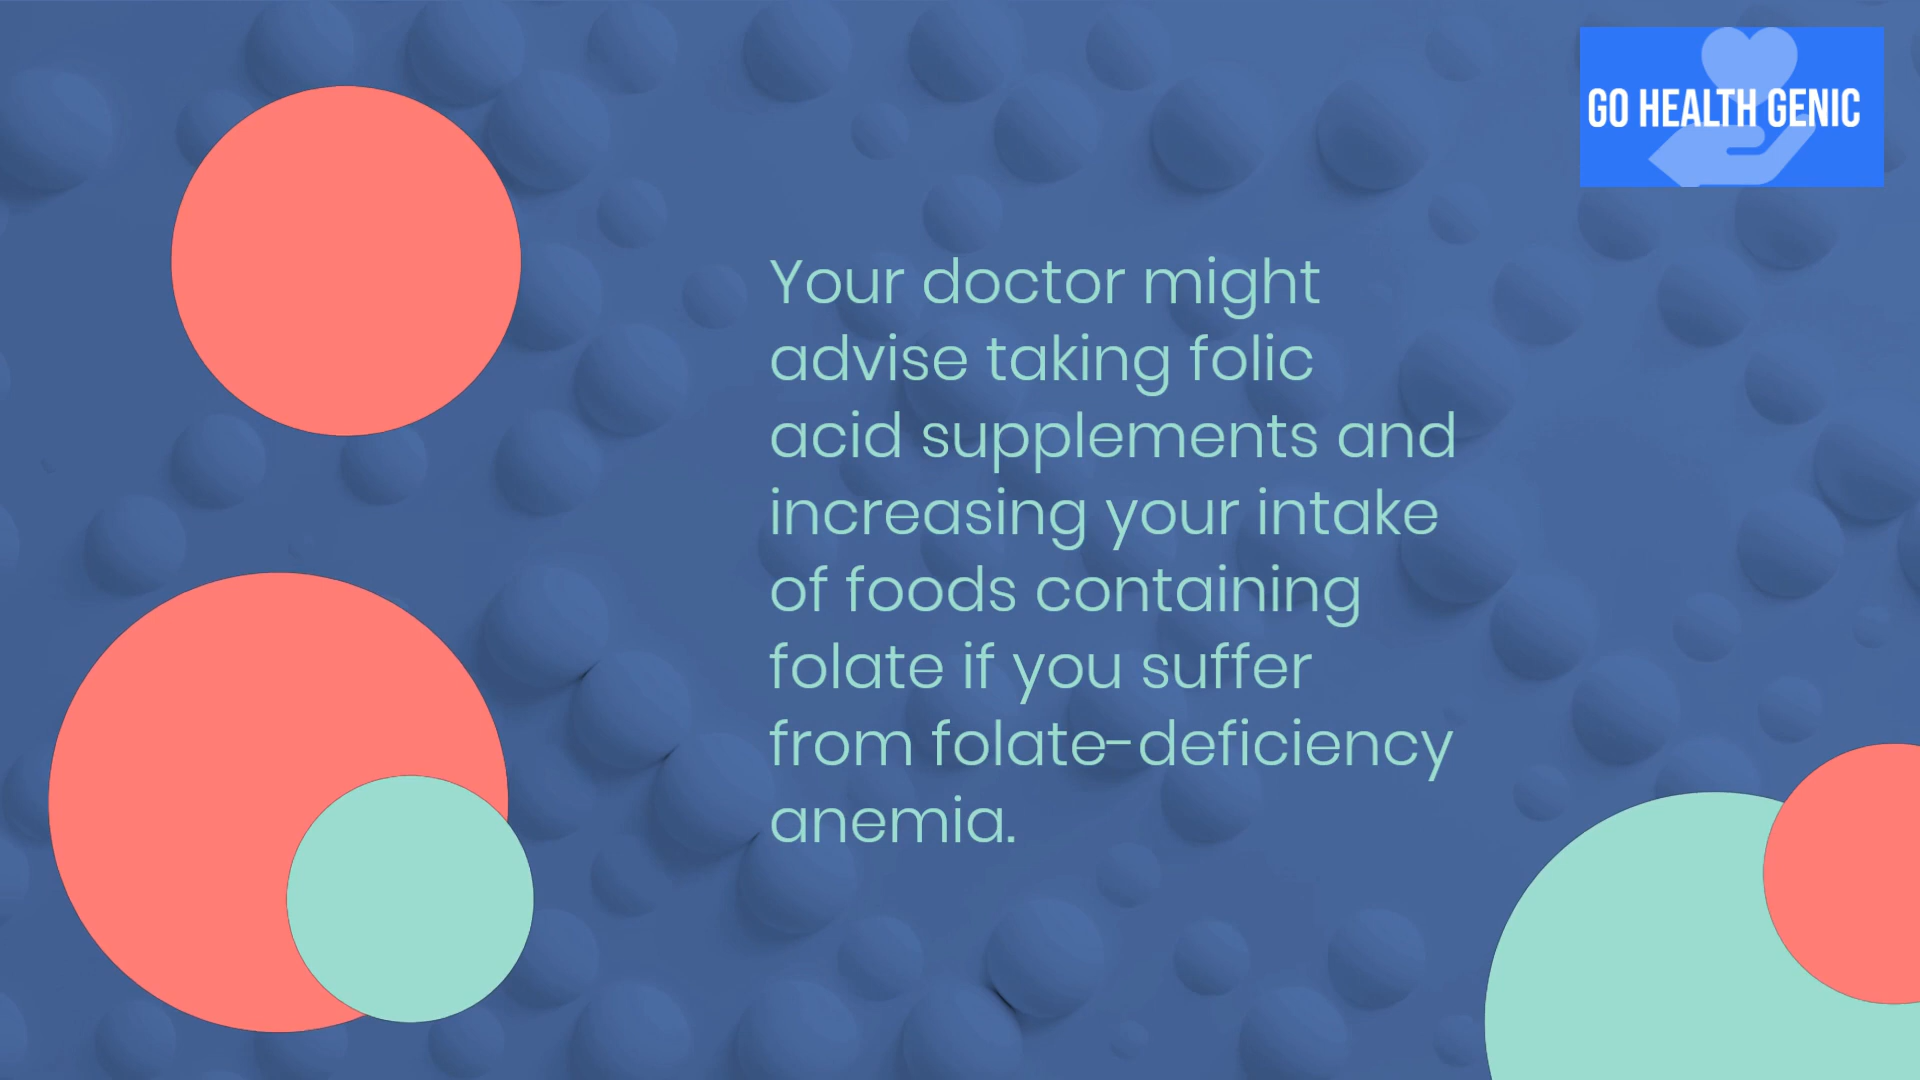 GO HEALTH GENIC
Your doctor might
advise taking folic
acid supplements and
increasing your intake
of foods containing
folate if you suffer
from folate-deficiency
anemia.